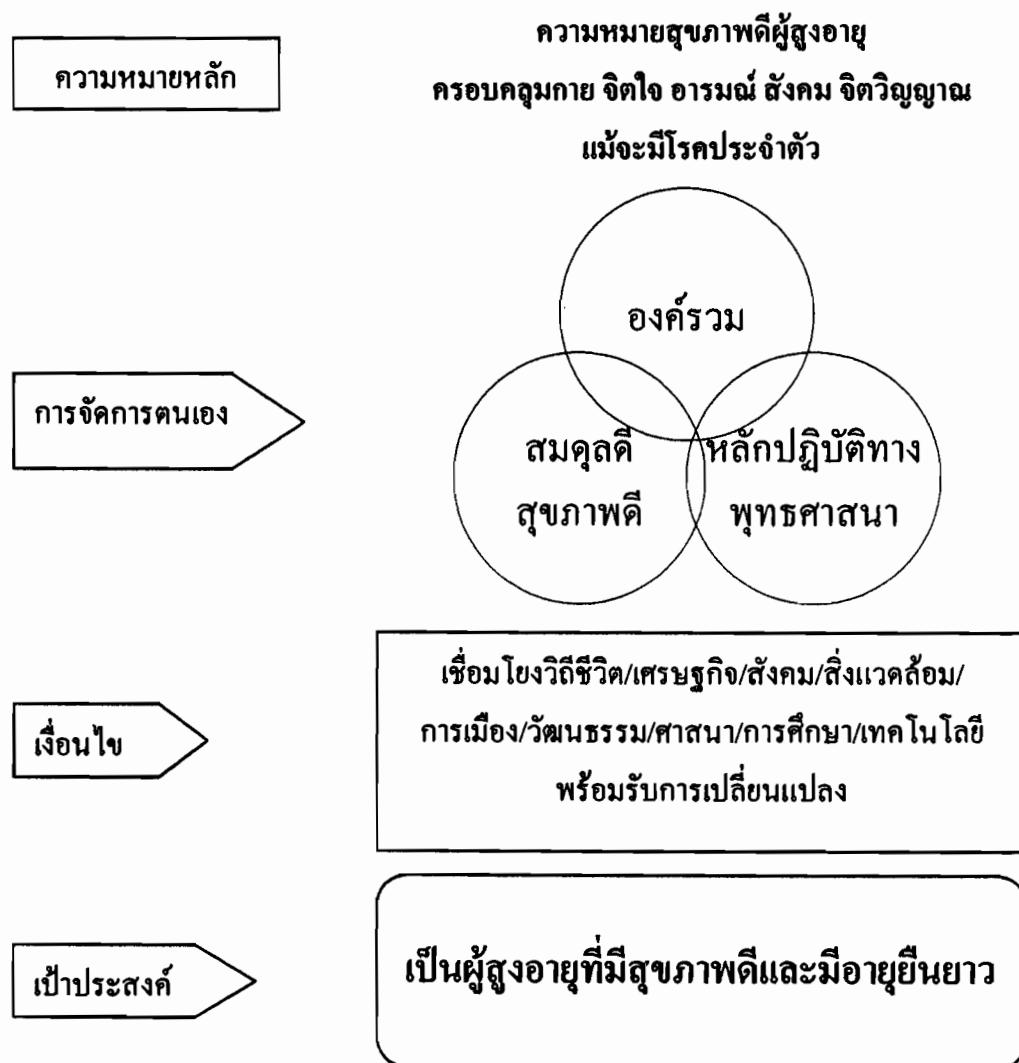 ความหมายหลัก
ความหมายสุขภาพดีผู้สูงอายุ
ครอบคลุมกาย จิตใจ อารมณ์ สังคม จิตวิญญาณ
แม้จะมีโรคประจำตัว
การจัดการตนเอง
องค์รวม
สมดุลดี
สุขภาพดี
หลักปฏิบัติทาง
พุทธศาสนา
เงื่อนไข
เชื่อมโยงวิถีชีวิต/เศรษฐกิจ/สังคม/สิ่งแวดล้อม/
การเมือง/วัฒนธรรม/ศาสนา/การศึกษา/เทคโนโลยี
พร้อมรับการเปลี่ยนแปลง
เป้าประสงค์
เป็นผู้สูงอายุที่มีสุขภาพดีและมีอายุยืนยาว